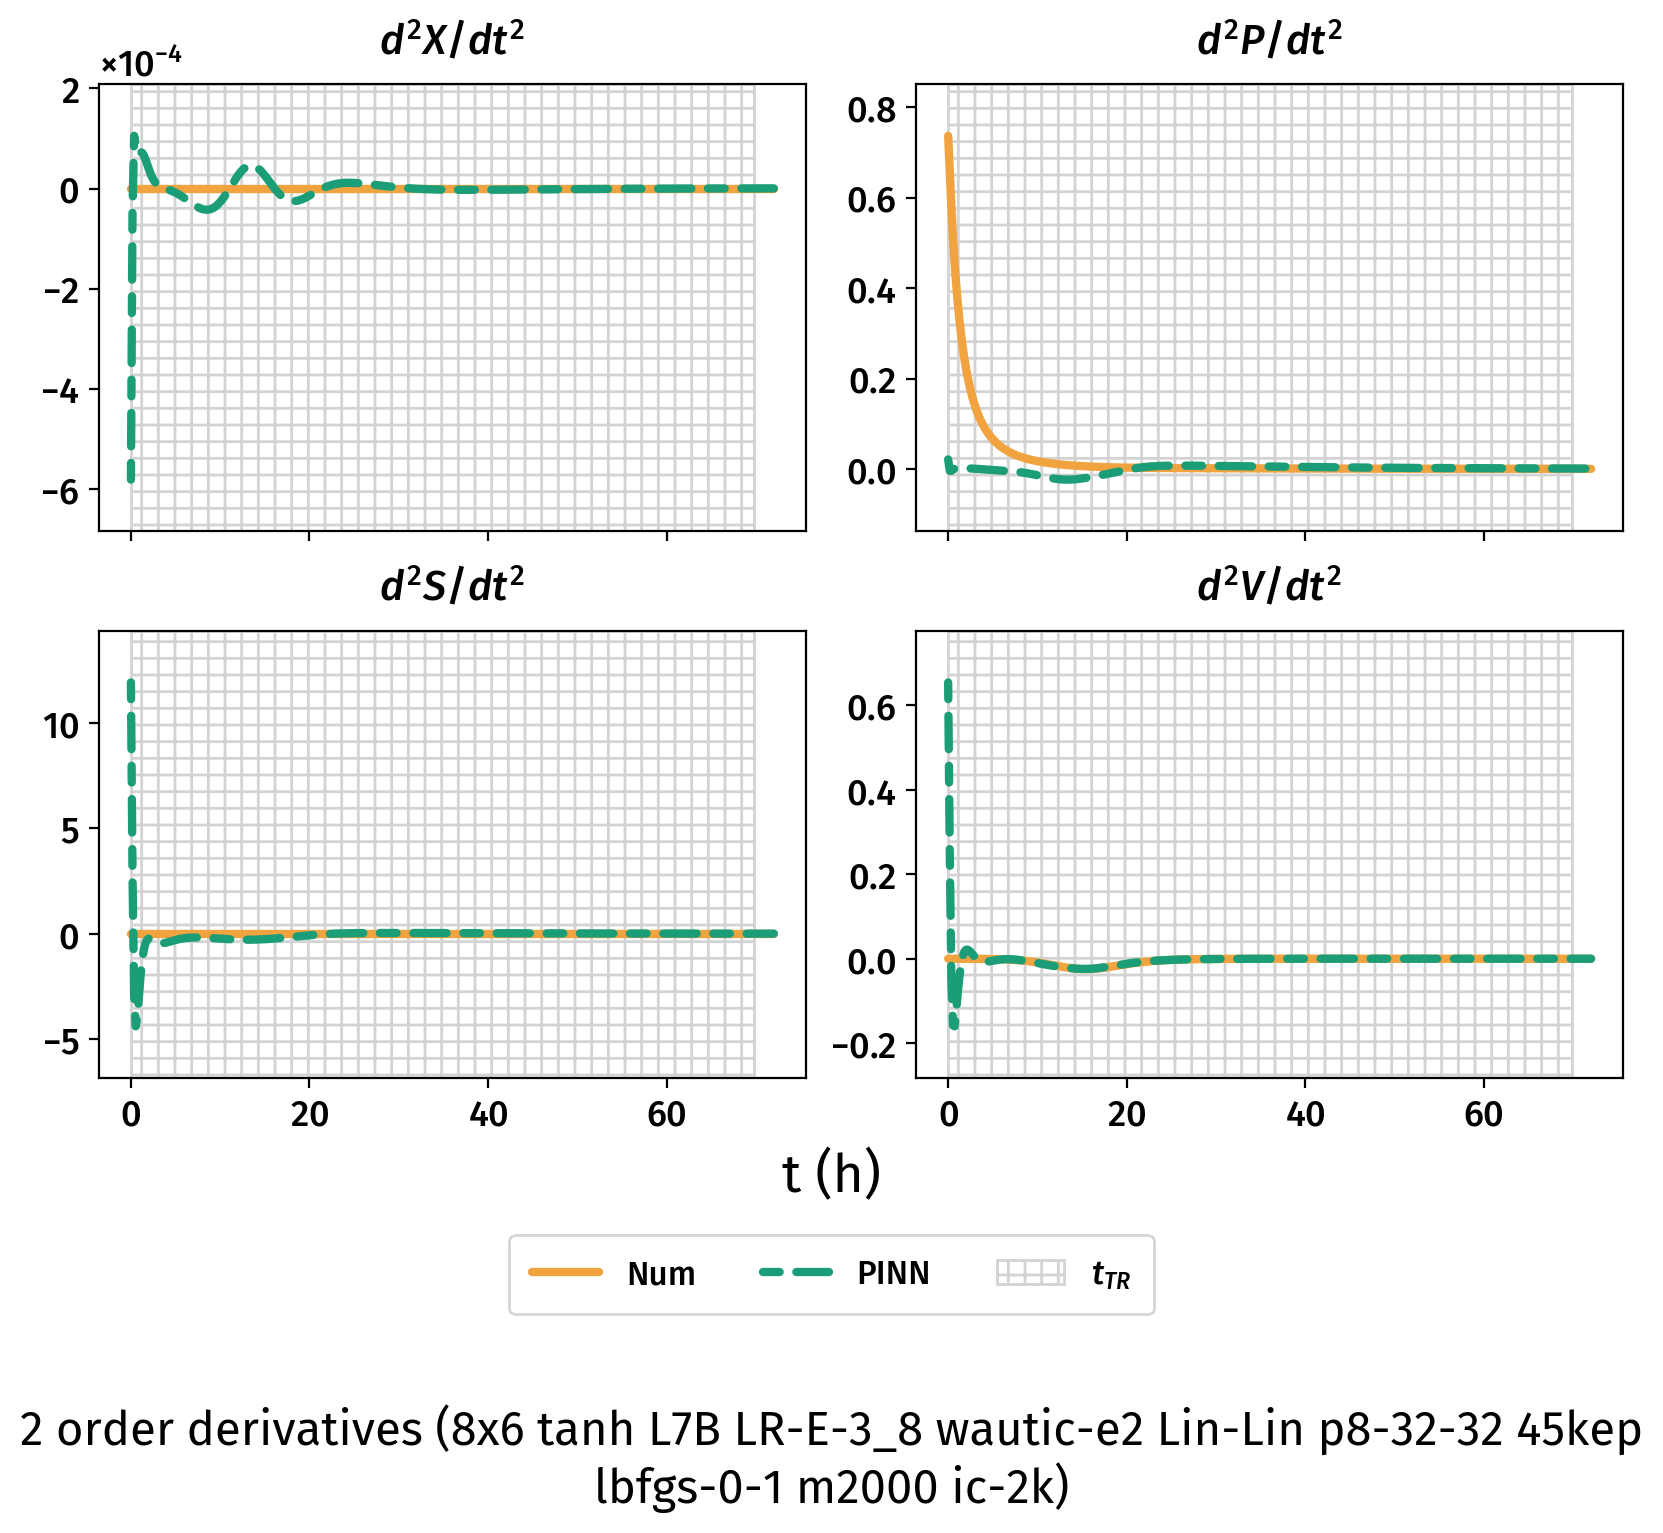 d²X/dt²
×10⁻⁴
2
0
−2
−4
−6
d²P/dt²
0.8
0.6
0.4
0.2
0.0
d²S/dt²
10
5
0
−5
0 20 40 60
d²V/dt²
0.6
0.4
0.2
0.0
−0.2
0 20 40 60
t (h)
Num PINN t_TR
2 order derivatives (8x6 tanh L7B LR-E-3_8 wautic-e2 Lin-Lin p8-32-32 45kep
lbfgs-0-1 m2000 ic-2k)